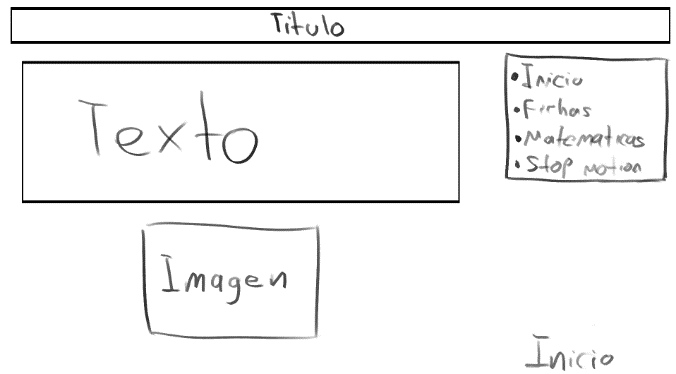 Titulo
Texto
• Inicio
• Fichas
• Matematicas
• Stop motion
Imagen
Inicio